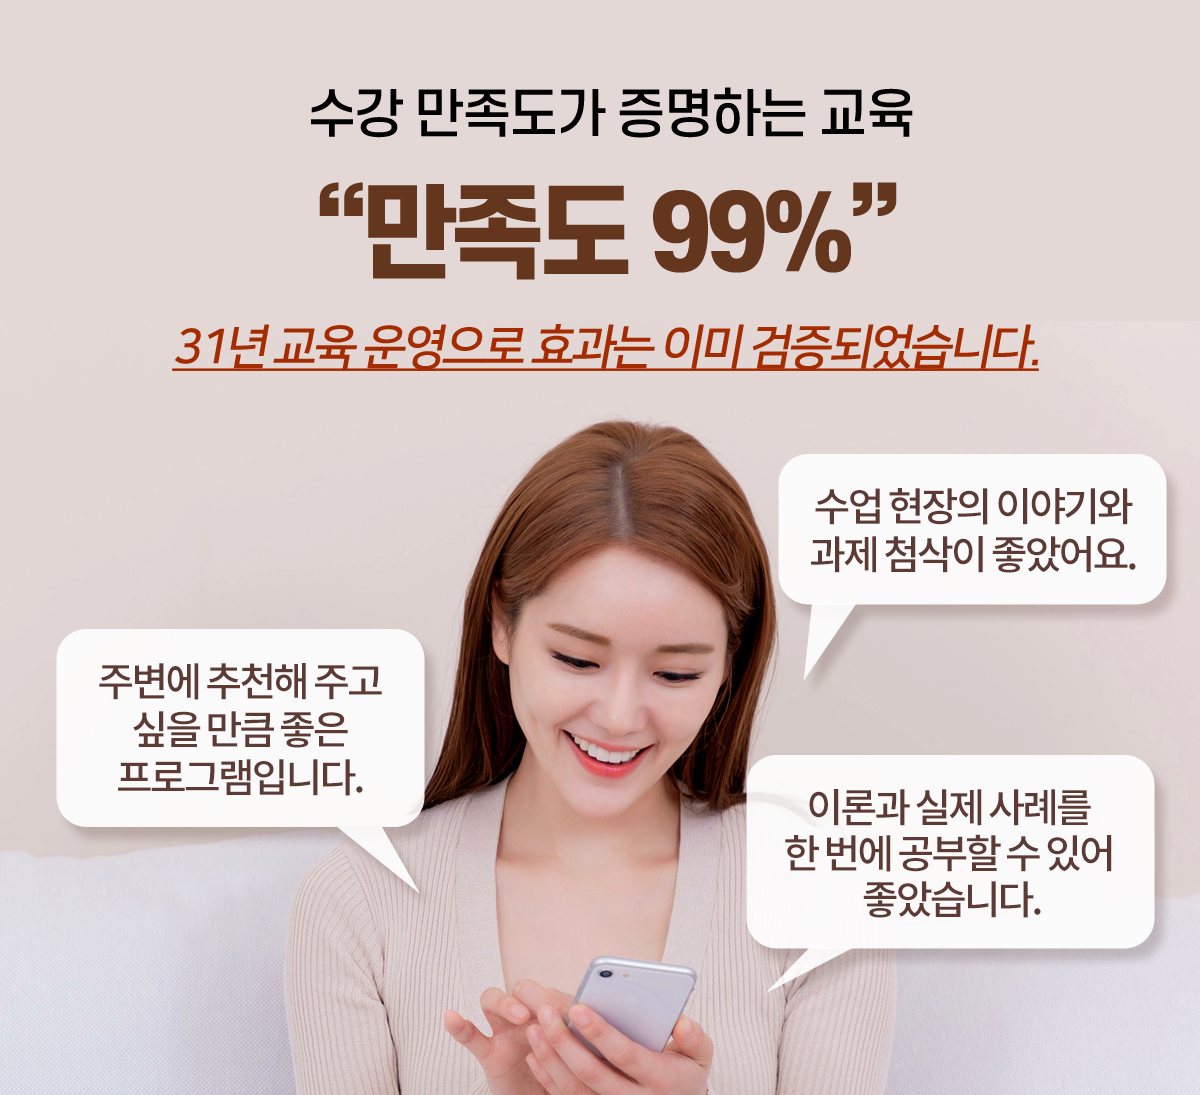 수강 만족도가 증명하는 교육
“만족도 99%”
31년 교육 운영으로 효과는 이미 검증되었습니다.
수업 현장의 이야기와
과제 첨삭이 좋았어요.
주변에 추천해 주고
싶을 만큼 좋은
프로그램입니다.
이론과 실제 사례를
한 번에 공부할 수 있어
좋았습니다.